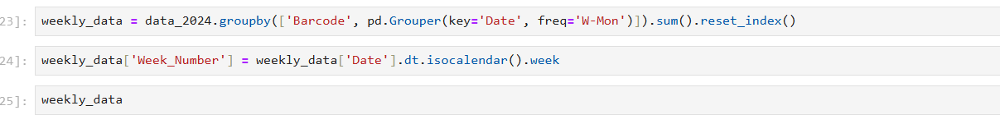 23]: weekly_data = data_2024.groupby(['Barcode', pd.Grouper(key='Date', freq='W-Mon')]).sum().reset_index()
24]: weekly_data['Week_Number'] = weekly_data['Date'].dt.isocalendar().week
25]: weekly_data